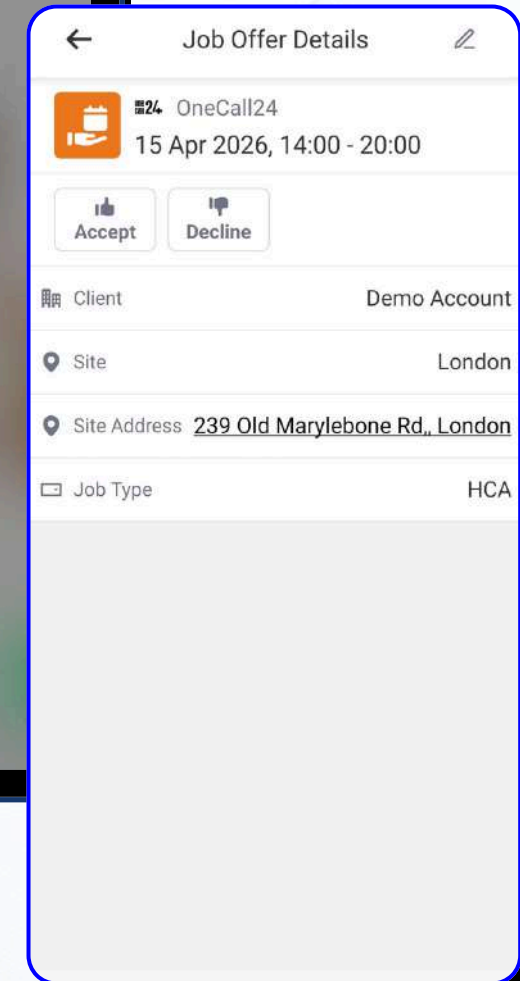 Job Offer Details
24 OneCall24
15 Apr 2026, 14:00 - 20:00
Accept
Decline
Client
Demo Account
Site
London
Site Address
239 Old Marylebone Rd,, London
Job Type
HCA